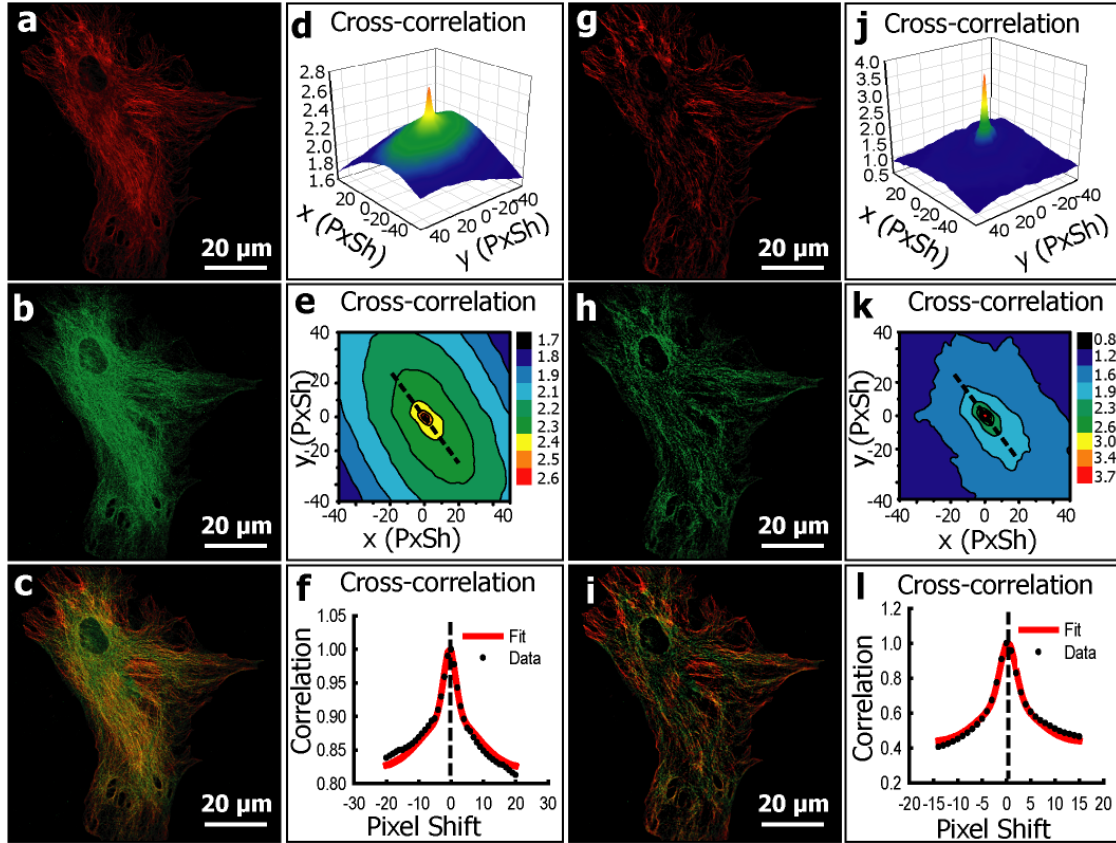 a
20 µm
b
20 µm
c
20 µm
d
Cross-correlation
2.8
2.6
2.4
2.2
2.0
1.8
1.6
20
0
-20
-40
x (PxSh)
40
20
0
-20
-40
y (PxSh)
e
Cross-correlation
40
20
0
-20
-40
y (PxSh)
-40
-20
0
20
40
x (PxSh)
1.7
1.8
1.9
2.1
2.2
2.3
2.4
2.5
2.6
f
Cross-correlation
1.05
1.00
0.95
0.90
0.85
0.80
Correlation
Fit
Data
-30 -20 -10 0 10 20 30
Pixel Shift
g
20 µm
h
20 µm
i
20 µm
j
Cross-correlation
4.0
3.5
3.0
2.5
2.0
1.5
1.0
0.5
20
0
-20
-40
x (PxSh)
40
20
0
-20
-40
y (PxSh)
k
Cross-correlation
40
20
0
-20
-40
y (PxSh)
-40 -20 0 20 40
x (PxSh)
0.8
1.2
1.6
1.9
2.3
2.6
3.0
3.4
3.7
l
Cross-correlation
1.2
1.0
0.8
0.6
0.4
0.2
Correlation
Fit
Data
-20 -15 -10 -5 0 5 10 15 20
Pixel Shift